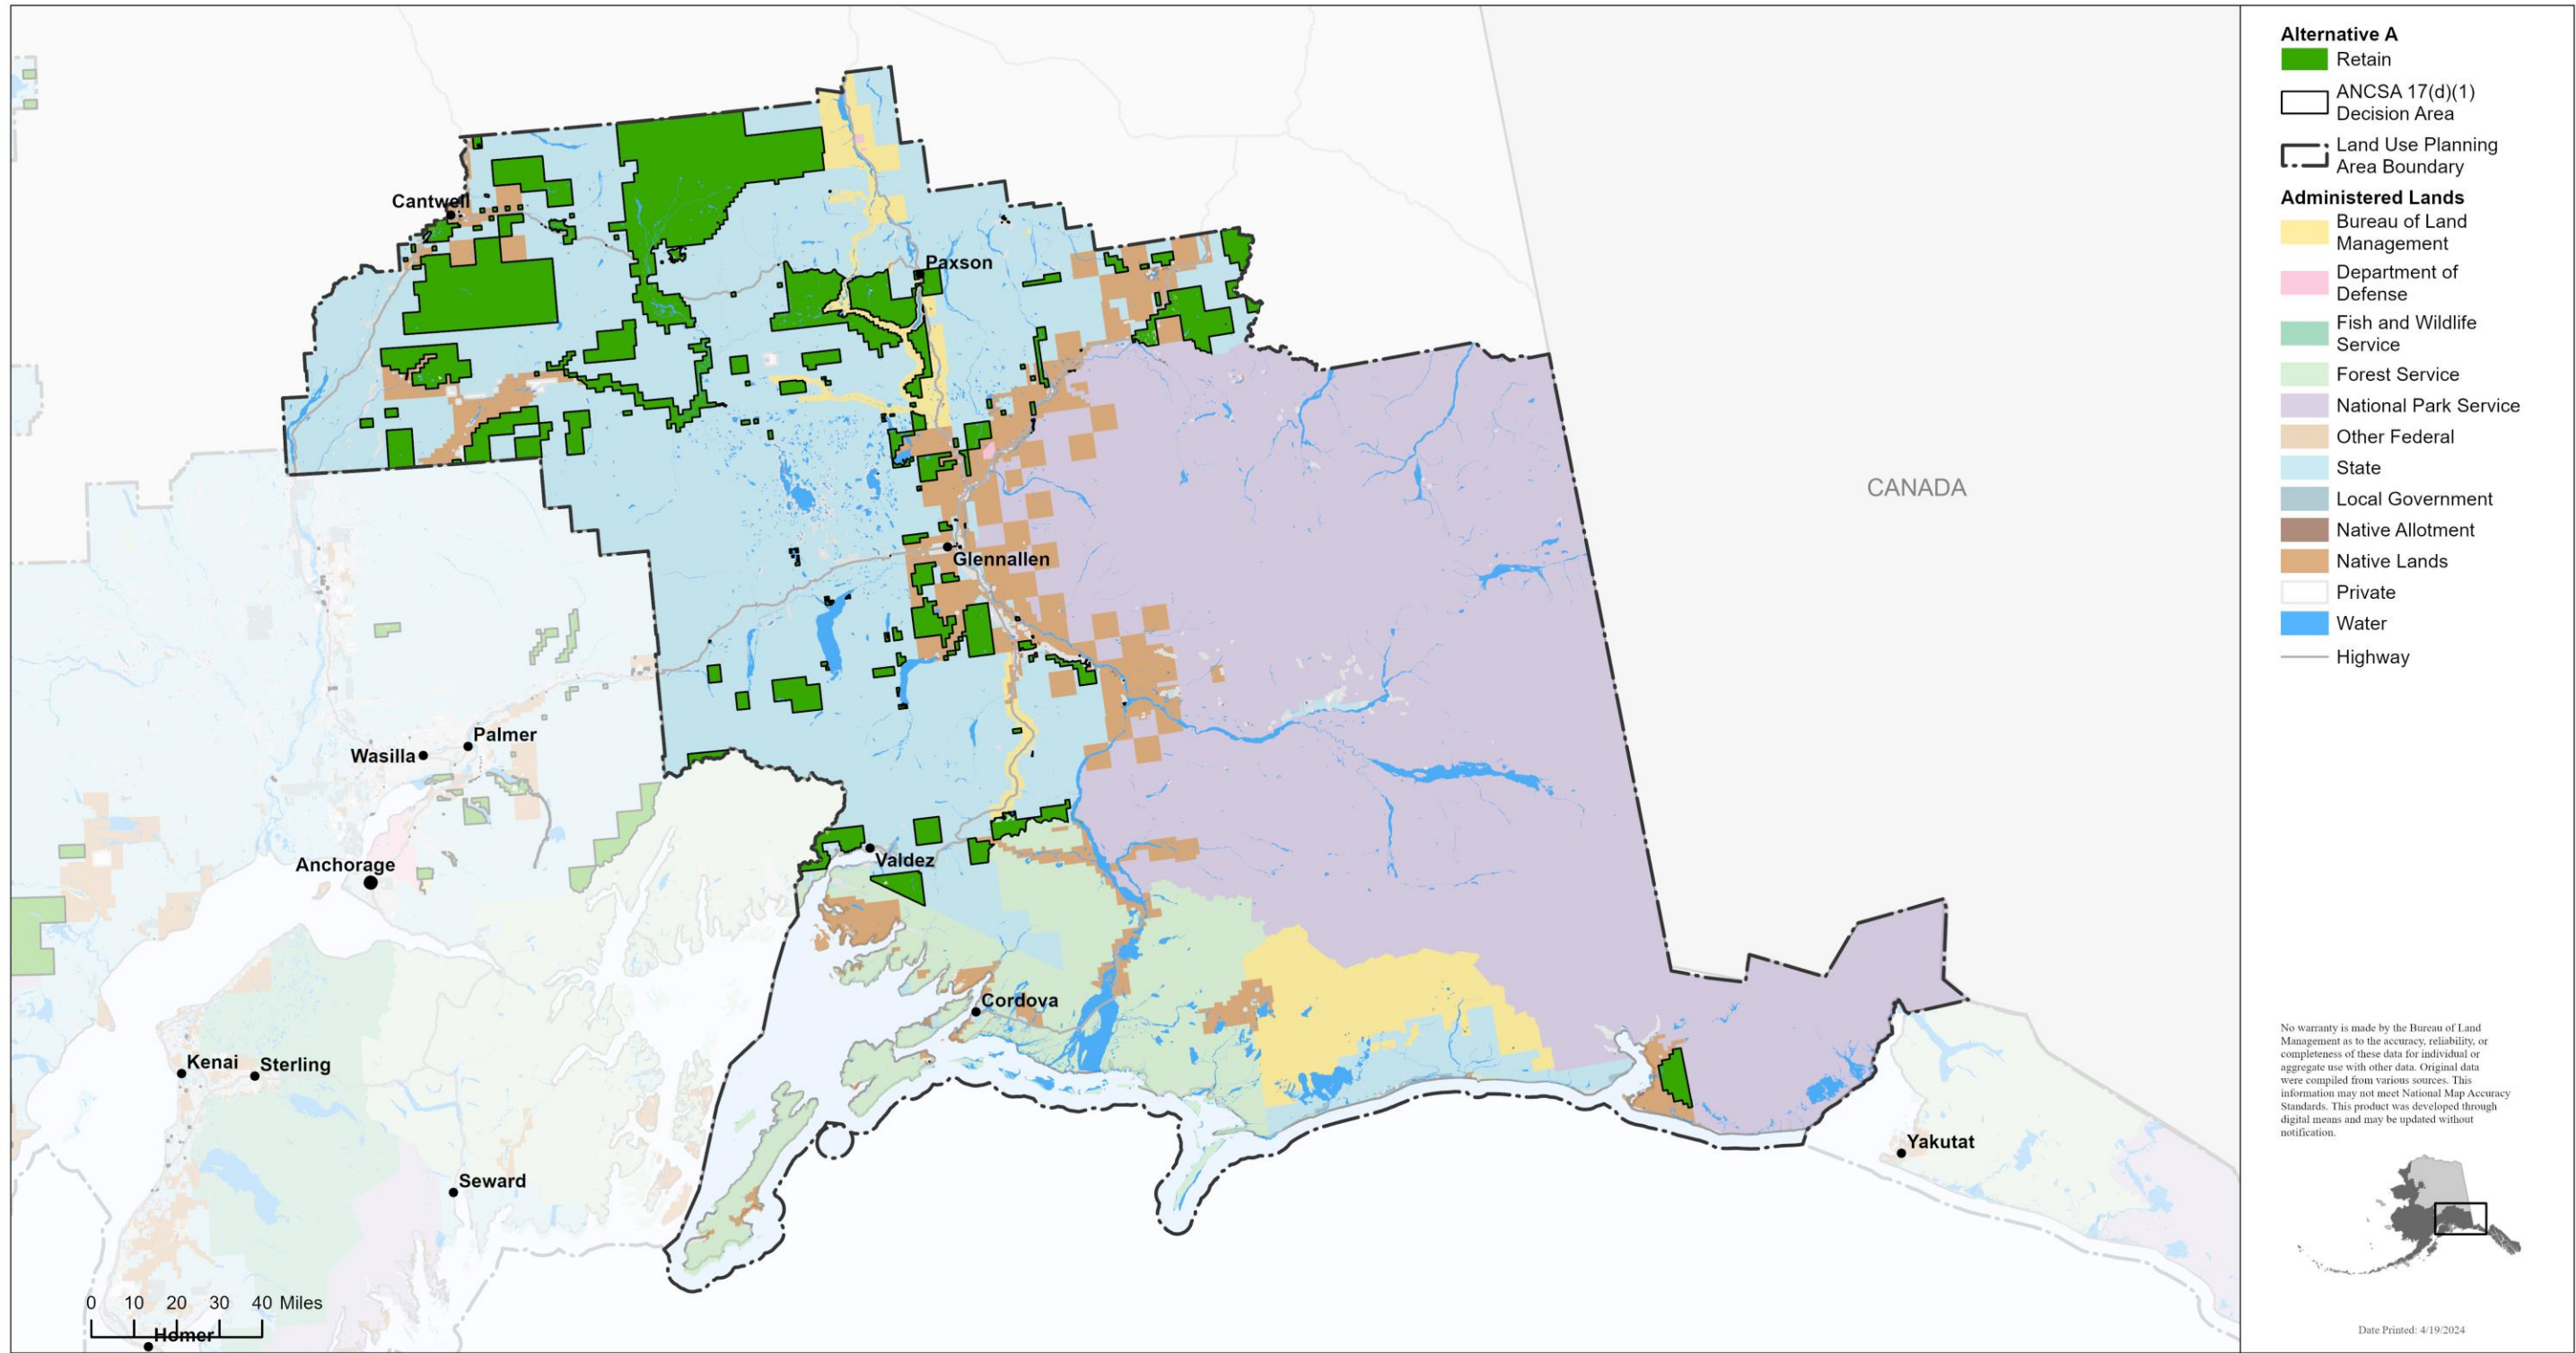 Cantwell
Paxson
CANADA
Glennallen
Palmer
Wasilla
Anchorage
Valdez
Cordova
Kenai
Sterling
Yakutat
Seward
0 10 20 30 40 Miles
Homer
Alternative A
Retain
ANCSA 17(d)(1)
Decision Area
Land Use Planning
Area Boundary
Administered Lands
Bureau of Land
Management
Department of
Defense
Fish and Wildlife
Service
Forest Service
National Park Service
Other Federal
State
Local Government
Native Allotment
Native Lands
Private
Water
Highway
No warranty is made by the Bureau of Land
Management as to the accuracy, reliability, or
completeness of these data for individual or
aggregate use with other data. Original data
were compiled from various sources. This
information may not meet National Map Accuracy
Standards. This product was developed through
digital means and may be updated without
notification.
Date Printed: 4/19/2024